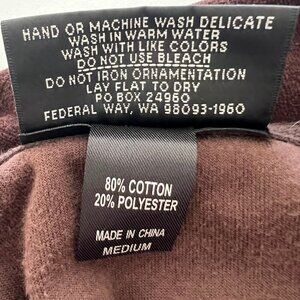 HAND OR MACHINE WASH DELICATE
WASH IN WARM WATER
WASH WITH LIKE COLORS
DO NOT USE BLEACH
DO NOT IRON ORNAMENTATION
LAY FLAT TO DRY
PO BOX 24960
FEDERAL WAY, WA 98093-1960
80% COTTON
20% POLYESTER
MADE IN CHINA
MEDIUM